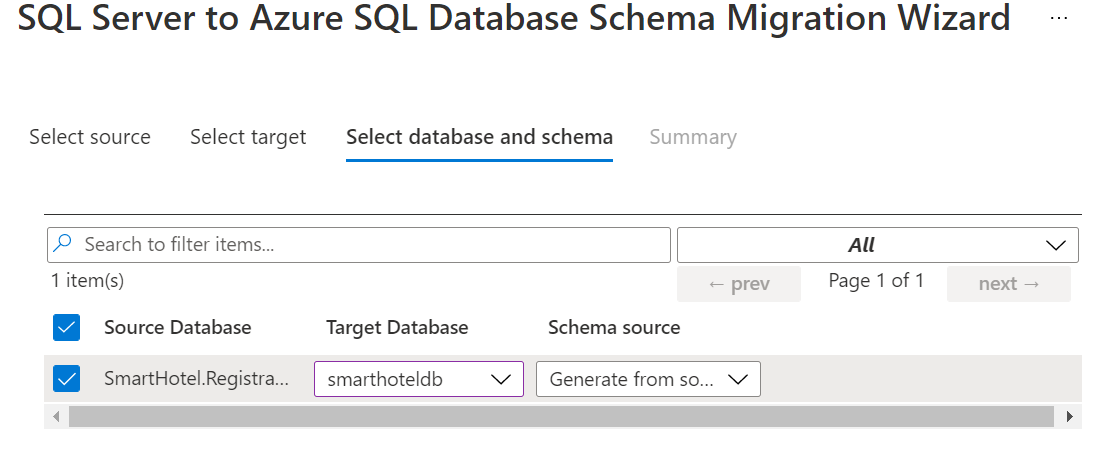 SQL Server to Azure SQL Database Schema Migration Wizard ...
Select source Select target Select database and schema Summary
Search to filter items... All
1 item(s) ← prev Page 1 of 1 next →
Source Database Target Database Schema source
SmartHotel.Registra... smarthoteldb Generate from so...